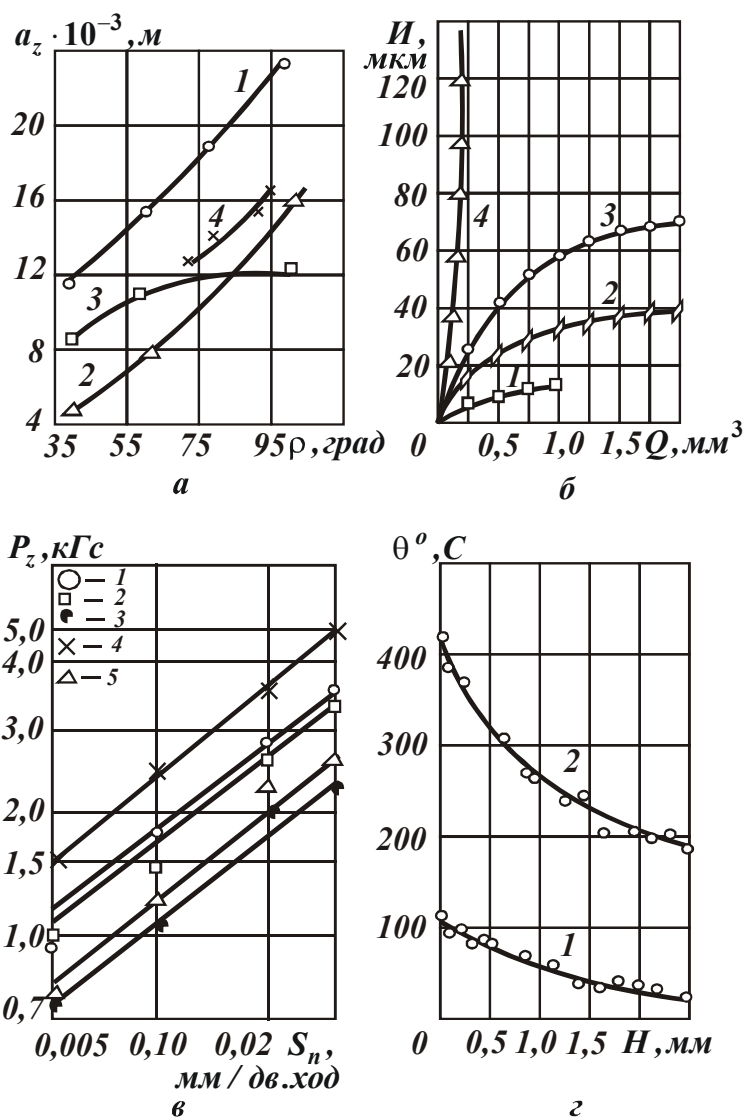 a_z · 10⁻³, м
20
16
12
8
4
1
4
3
2
35 55 75 95 ρ, град
а
И,
мкм
120
100
80
60
40
20
4
3
2
1
0 0,5 1,0 1,5 Q, мм³
б
P_z, кГс
— 1
— 2
— 3
— 4
— 5
5,0
4,0
3,0
2,0
1,5
1,0
0,7
0,005 0,10 0,02 S_n,
мм / дв.ход
в
θ°, С
400
300
200
100
2
1
0 0,5 1,0 1,5 H, мм
г